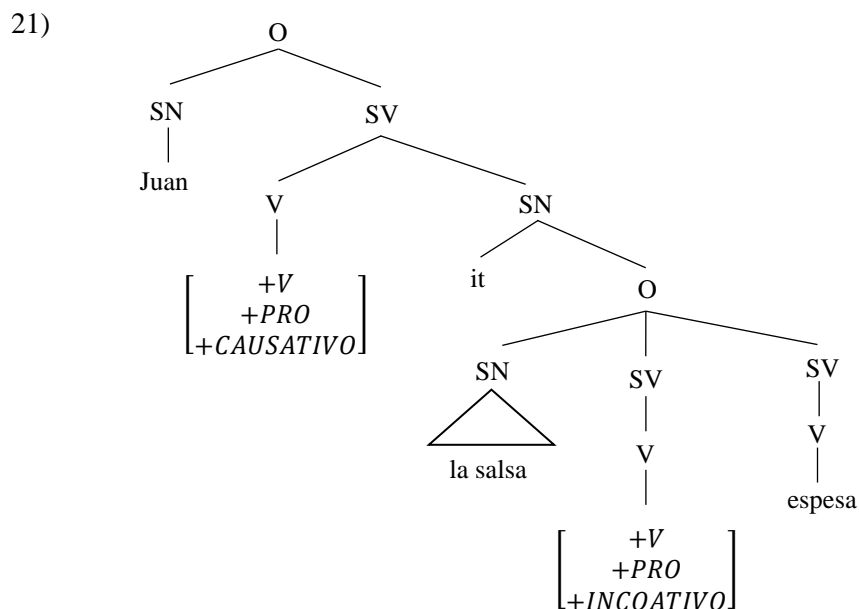 21)
O
SN SV
Juan
V SN
it O
+V
+PRO
+CAUSATIVO
SN SV SV
V V
la salsa
espesa
+V
+PRO
+INCOATIVO